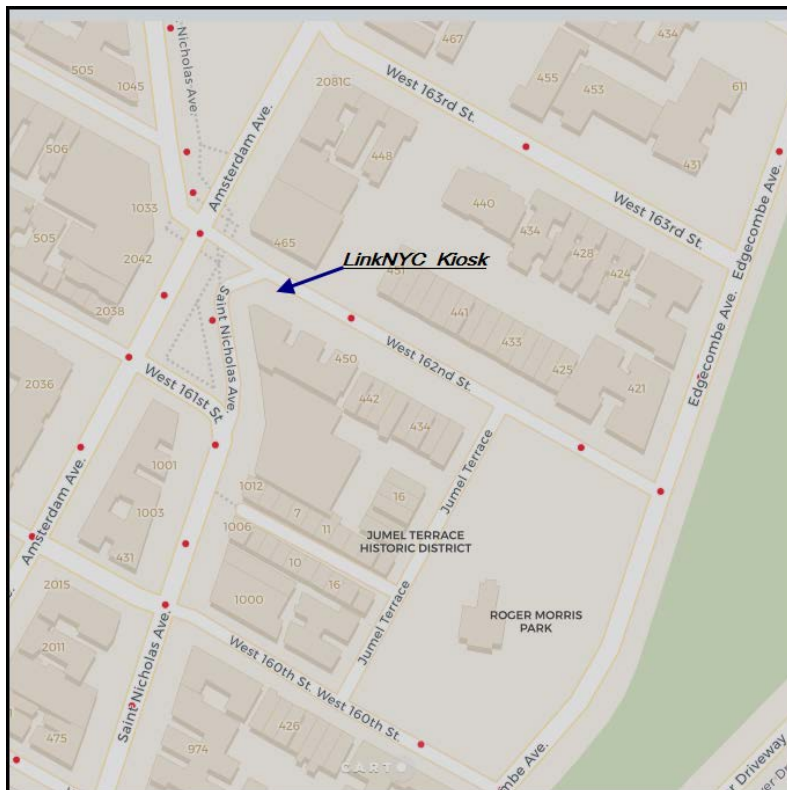 467
434
505
1045
Nicholas Ave.
2081C
West 163rd St.
455
453
611
506
448
431
Amsterdam Ave.
1033
440
West 163rd St.
Edgecombe Ave.
505
2042
465
434
428
424
LinkNYC Kiosk
451
2038
Saint Nicholas Ave.
441
433
425
421
Edgecombe Ave.
2036
West 161st St.
450
West 162nd St.
442
434
1001
1012
16
Jumel Terrace
1003
7
11
JUMEL TERRACE
HISTORIC DISTRICT
Amsterdam Ave.
431
1006
10
16
2015
1000
ROGER MORRIS
PARK
2011
Jumel Terrace
West 160th St.
West 160th St.
Saint Nicholas Ave.
475
974
426
CARTO
Driveway